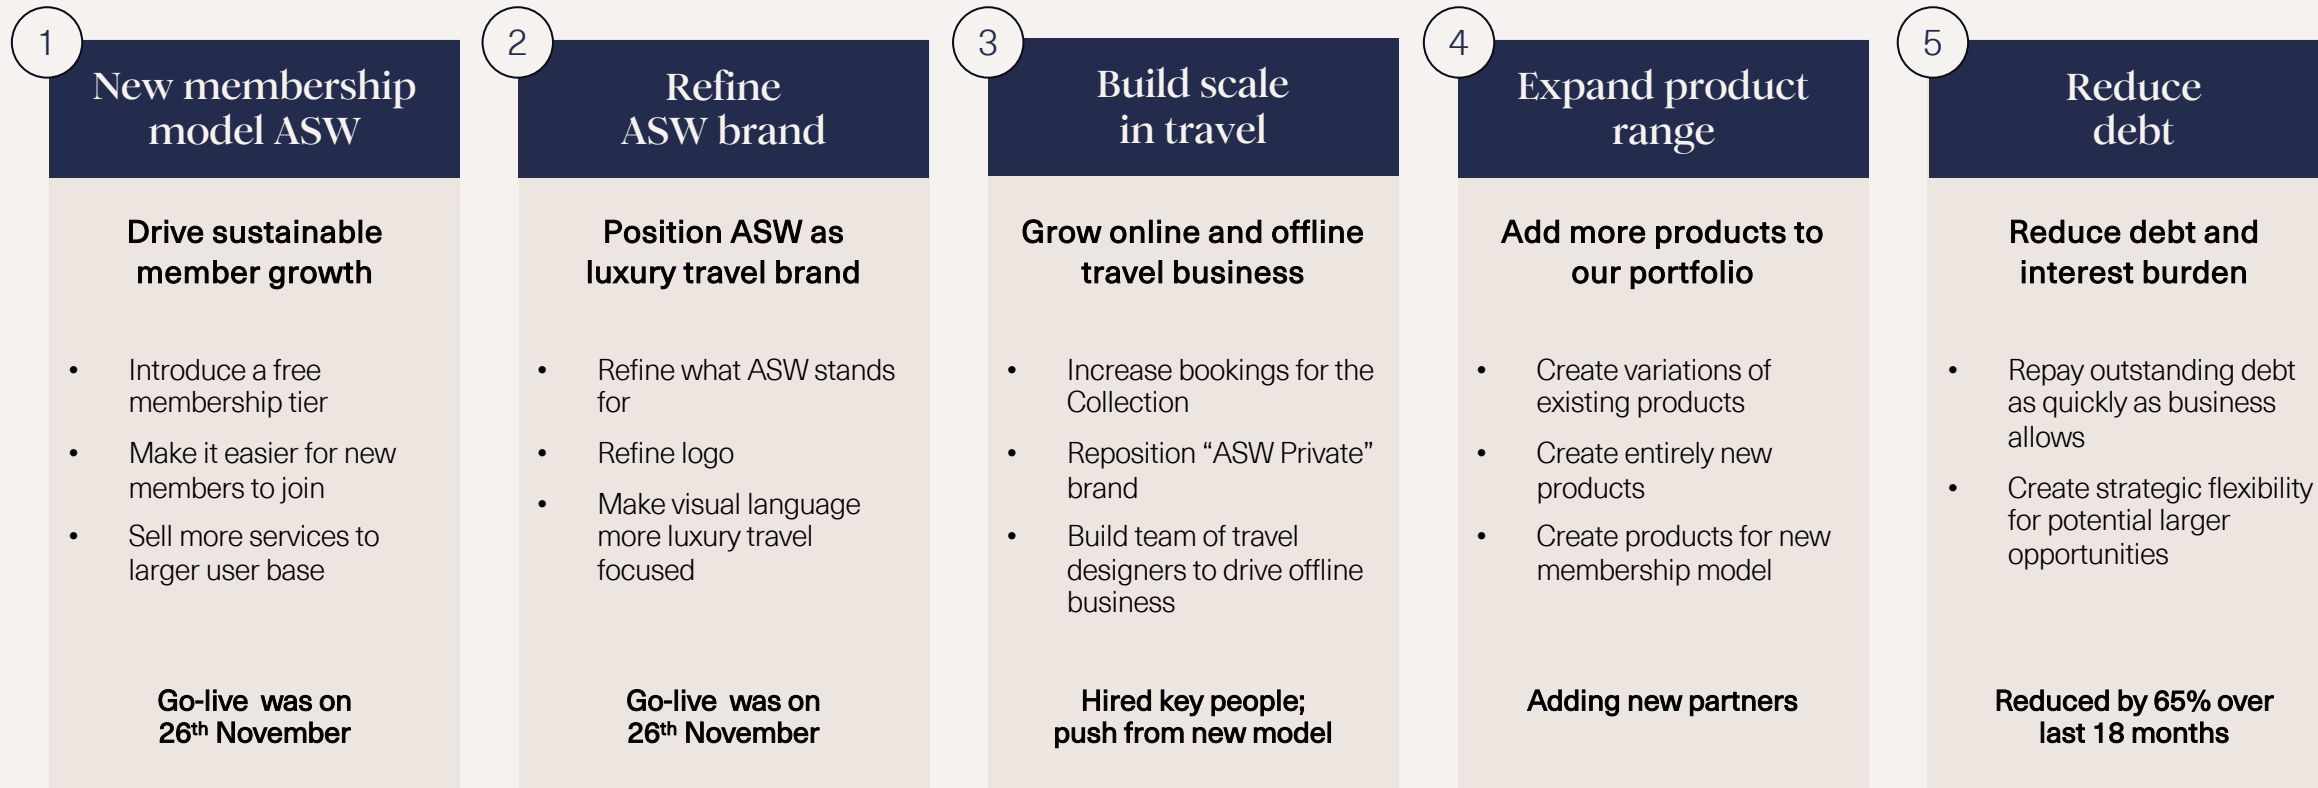 1
New membership
model ASW
Drive sustainable
member growth
• Introduce a free
membership tier
• Make it easier for new
members to join
• Sell more services to
larger user base
Go-live was on
26th November
2
Refine
ASW brand
Position ASW as
luxury travel brand
• Refine what ASW stands
for
• Refine logo
• Make visual language
more luxury travel
focused
Go-live was on
26th November
3
Build scale
in travel
Grow online and offline
travel business
• Increase bookings for the
Collection
• Reposition “ASW Private”
brand
• Build team of travel
designers to drive offline
business
Hired key people;
push from new model
4
Expand product
range
Add more products to
our portfolio
• Create variations of
existing products
• Create entirely new
products
• Create products for new
membership model
Adding new partners
5
Reduce
debt
Reduce debt and
interest burden
• Repay outstanding debt
as quickly as business
allows
• Create strategic flexibility
for potential larger
opportunities
Reduced by 65% over
last 18 months